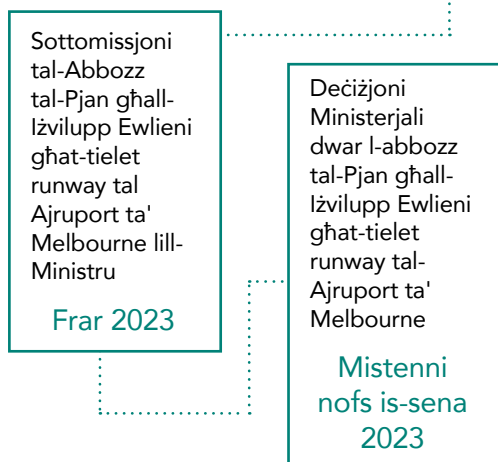 Sottomissjoni
tal-Abbozz
tal-Pjan għall-
Iżvilupp Ewlieni
għat-tielet
runway tal
Ajruport ta'
Melbourne lill-
Ministru
Frar 2023
Deċiżjoni
Ministerjali
dwar l-abbozz
tal-Pjan għall-
Iżvilupp Ewlieni
għat-tielet
runway tal-
Ajruport ta'
Melbourne
Mistenni
nofs is-sena
2023